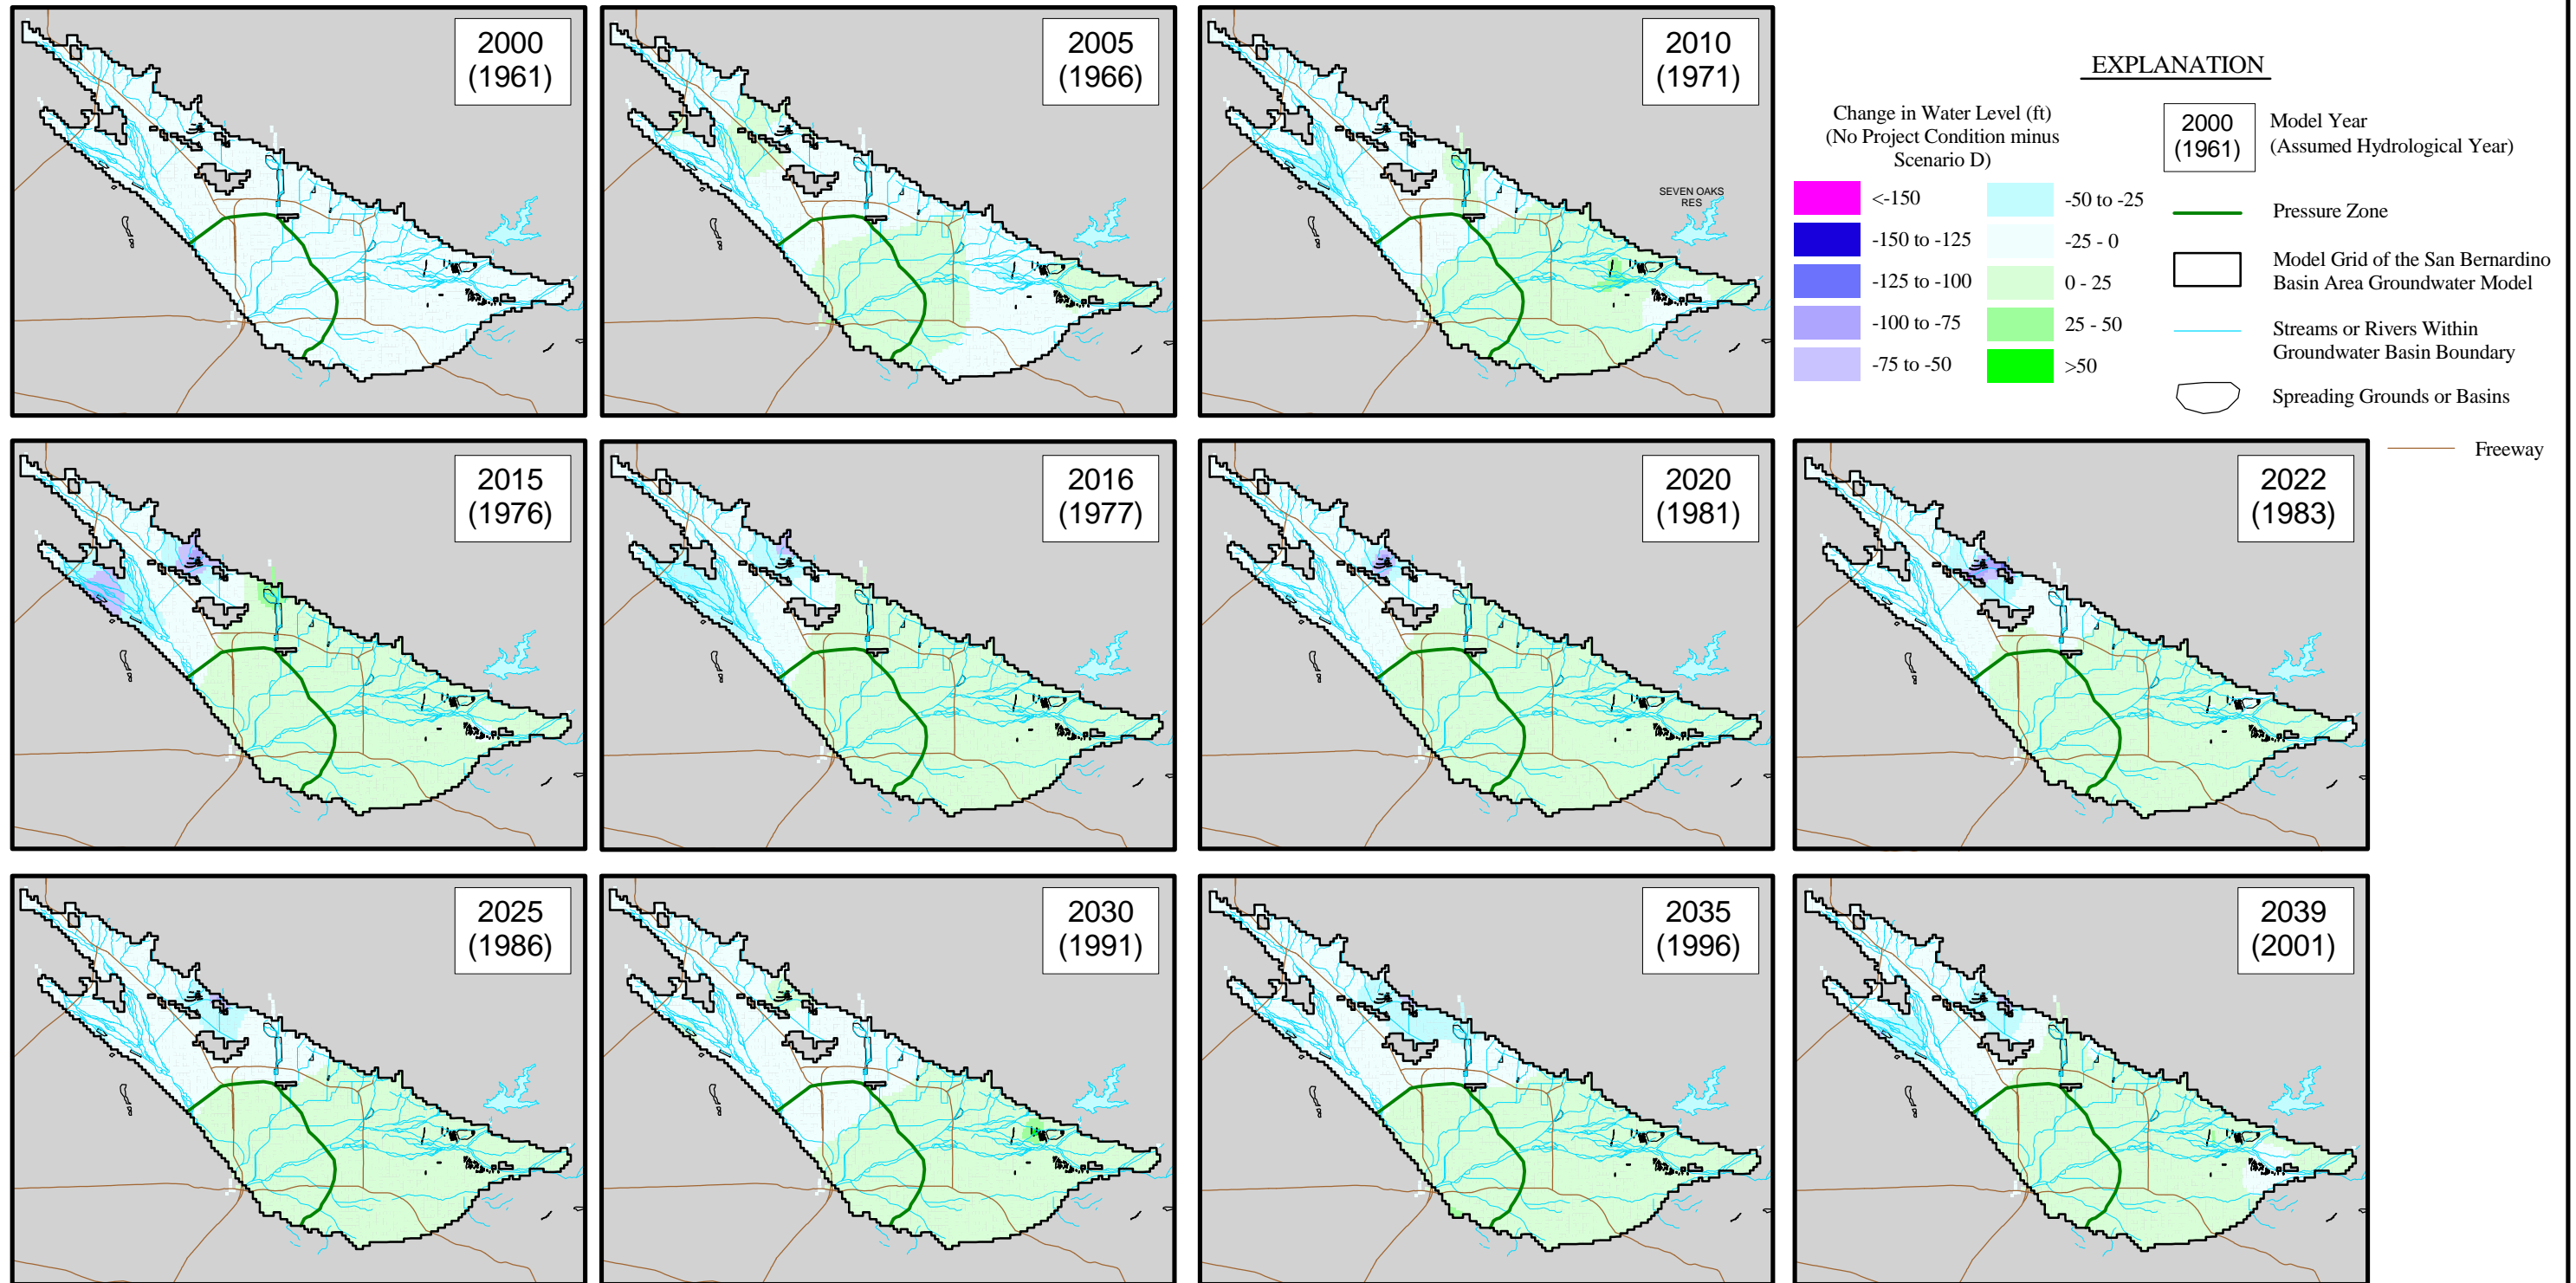 2000
(1961)
2005
(1966)
2010
(1971)
SEVEN OAKS
RES
EXPLANATION
Change in Water Level (ft)
(No Project Condition minus
Scenario D)
<-150
-150 to -125
-125 to -100
-100 to -75
-75 to -50
-50 to -25
-25 - 0
0 - 25
25 - 50
>50
2000
(1961)
Model Year
(Assumed Hydrological Year)
Pressure Zone
Model Grid of the San Bernardino
Basin Area Groundwater Model
Streams or Rivers Within
Groundwater Basin Boundary
Spreading Grounds or Basins
Freeway
2015
(1976)
2016
(1977)
2020
(1981)
2022
(1983)
2025
(1986)
2030
(1991)
2035
(1996)
2039
(2001)